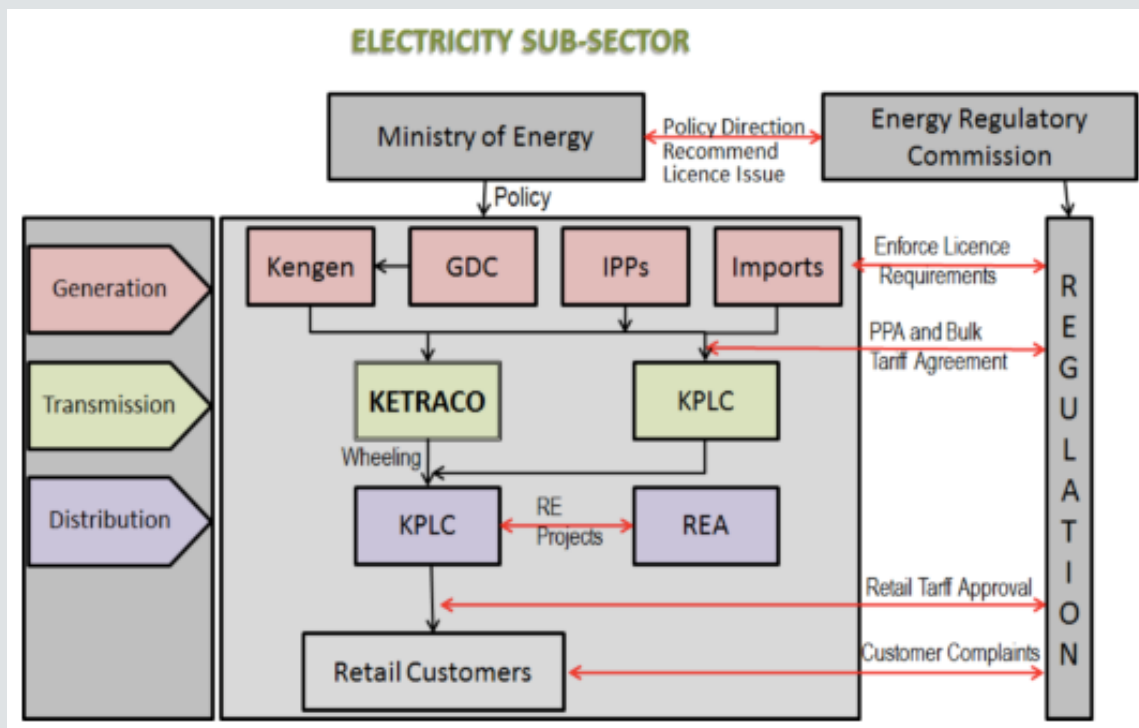 ELECTRICITY SUB-SECTOR
Ministry of Energy
Policy Direction
Recommend
Licence Issue
Energy Regulatory
Commission
Policy
Generation
Kengen
GDC
IPPs
Imports
Enforce Licence
Requirements
PPA and Bulk
Tariff Agreement
Transmission
KETRACO
KPLC
Wheeling
Distribution
KPLC
RE
Projects
REA
Retail Tarff Approval
Retail Customers
Customer Complaints
REGULATION